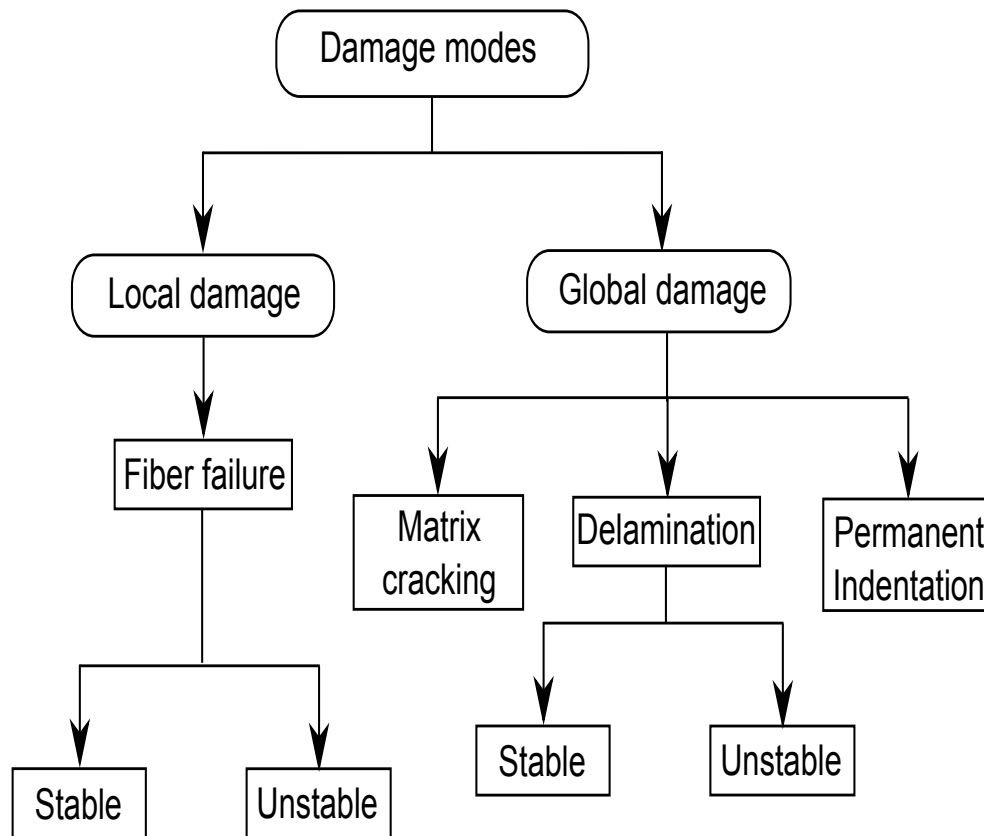 Damage modes
Local damage
Global damage
Fiber failure
Matrix
cracking
Delamination
Permanent
Indentation
Stable
Unstable
Stable
Unstable